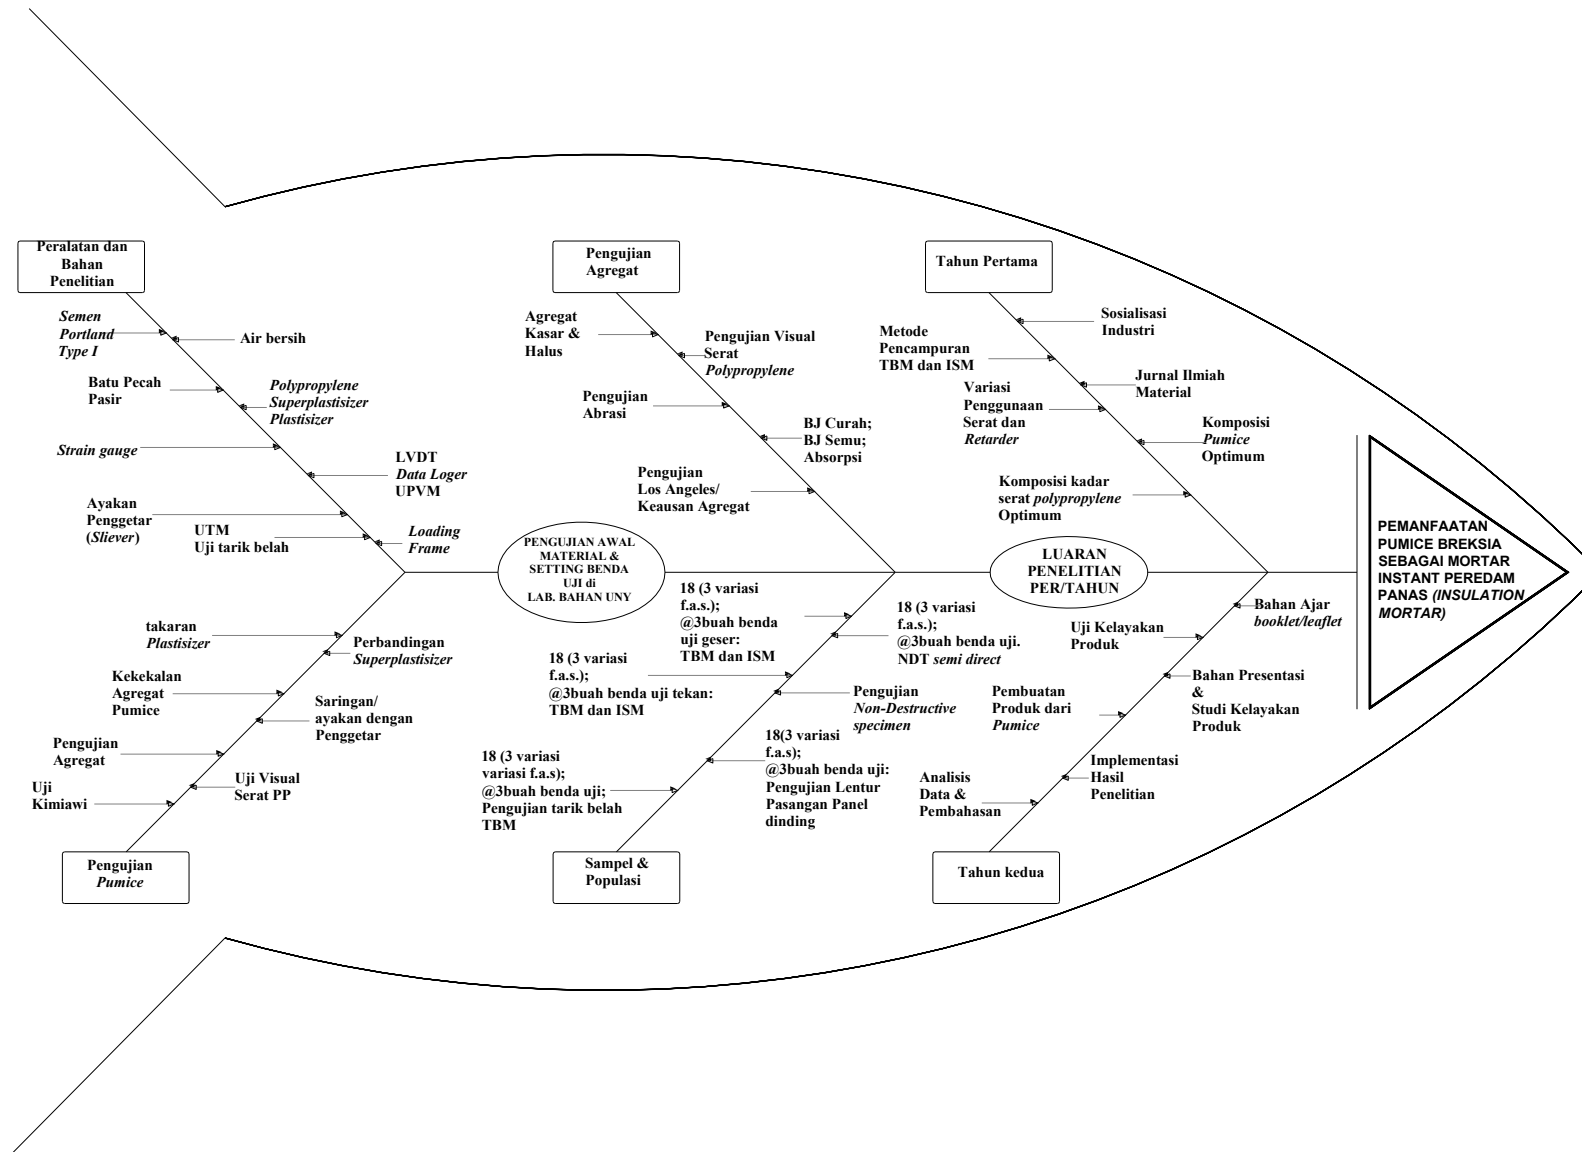 Peralatan dan
Bahan
Penelitian
Pengujian
Agregat
Tahun Pertama
Semen
Portland
Type I
Air bersih
Batu Pecah
Pasir
Polypropylene
Superplastisizer
Plastisizer
Strain gauge
LVDT
Data Loger
UPVM
Ayakan
Penggetar
(Sliever)
UTM
Uji tarik belah
Loading
Frame
Agregat
Kasar &
Halus
Pengujian Visual
Serat
Polypropylene
Pengujian
Abrasi
BJ Curah;
BJ Semu;
Absorpsi
Pengujian
Los Angeles/
Keausan Agregat
Sosialisasi
Industri
Metode
Pencampuran
TBM dan ISM
Jurnal Ilmiah
Material
Variasi
Penggunaan
Serat dan
Retarder
Komposisi
Pumice
Optimum
Komposisi kadar
serat polypropylene
Optimum
PENGUJIAN AWAL
MATERIAL &
SETTING BENDA
UJI di
LAB. BAHAN UNY
LUARAN
PENELITIAN
PER/TAHUN
PEMANFAATAN
PUMICE BREKSIA
SEBAGAI MORTAR
INSTANT PEREDAM
PANAS (INSULATION
MORTAR)
takaran
Plastisizer
Perbandingan
Superplastisizer
Kekekalan
Agregat
Pumice
Saringan/
ayakan dengan
Penggetar
Pengujian
Agregat
Uji
Kimiawi
Uji Visual
Serat PP
18 (3 variasi
f.a.s.);
@3buah benda
uji geser:
TBM dan ISM
18 (3 variasi
f.a.s.);
@3buah benda uji.
NDT semi direct
18 (3 variasi
f.a.s.);
@3buah benda uji tekan:
TBM dan ISM
Pengujian
Non-Destructive
specimen
18 (3 variasi
variasi f.a.s);
@3buah benda uji;
Pengujian tarik belah
TBM
18(3 variasi
f.a.s);
@3buah benda uji:
Pengujian Lentur
Pasangan Panel
dinding
Bahan Ajar
booklet/leaflet
Uji Kelayakan
Produk
Bahan Presentasi
&
Studi Kelayakan
Produk
Pembuatan
Produk dari
Pumice
Implementasi
Hasil
Penelitian
Analisis
Data &
Pembahasan
Pengujian
Pumice
Sampel &
Populasi
Tahun kedua